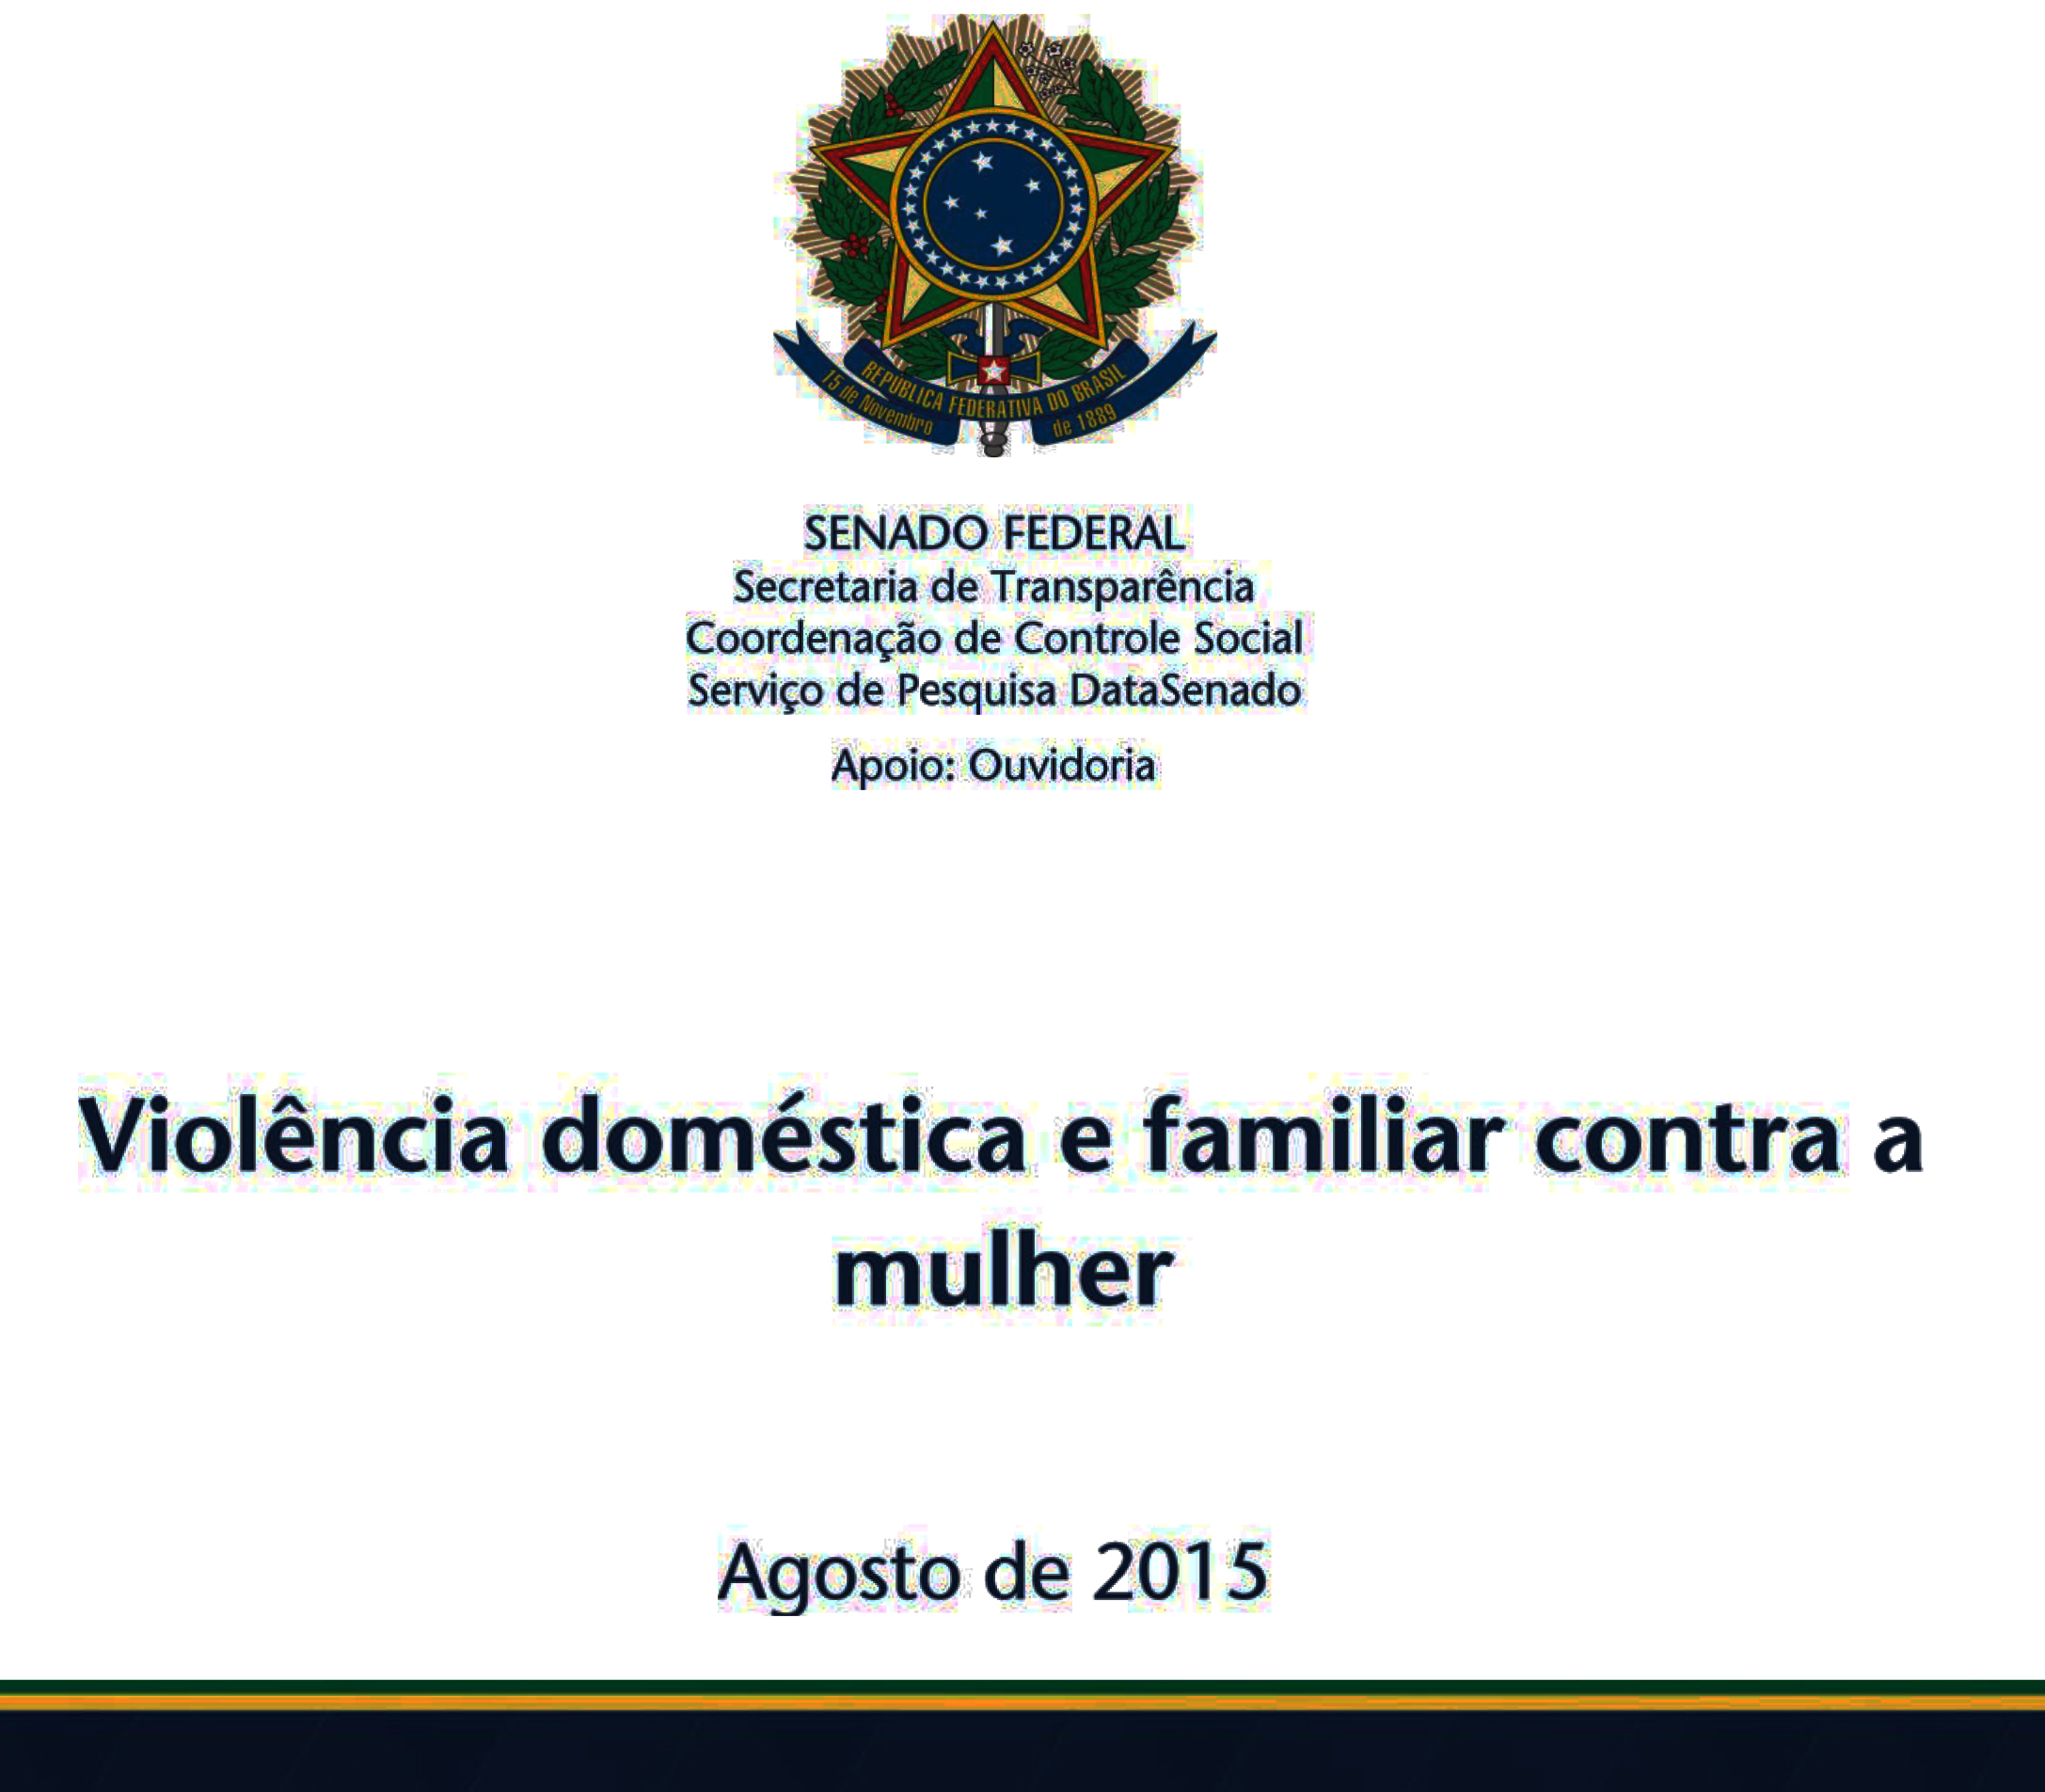 REPÚBLICA FEDERATIVA DO BRASIL
15 de Novembro de 1889
SENADO FEDERAL
Secretaria de Transparência
Coordenação de Controle Social
Serviço de Pesquisa DataSenado
Apoio: Ouvidoria
Violência doméstica e familiar contra a
mulher
Agosto de 2015